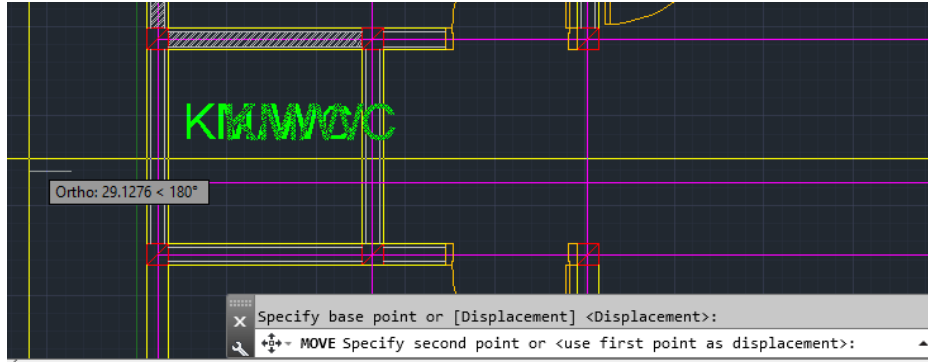 Ortho: 29.1276 < 180°
Specify base point or [Displacement] <Displacement>:
MOVE Specify second point or <use first point as displacement>: